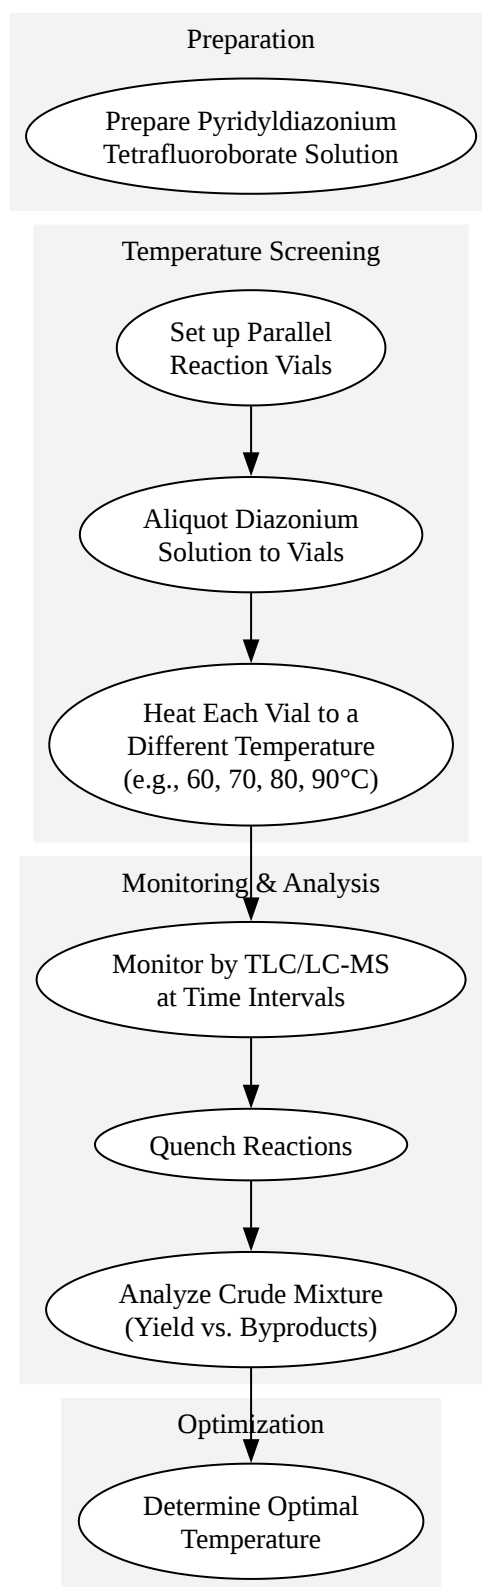 Preparation
Prepare Pyridyldiazonium
Tetrafluoroborate Solution
Temperature Screening
Set up Parallel
Reaction Vials
Aliquot Diazonium
Solution to Vials
Heat Each Vial to a
Different Temperature
(e.g., 60, 70, 80, 90°C)
Monitoring & Analysis
Monitor by TLC/LC-MS
at Time Intervals
Quench Reactions
Analyze Crude Mixture
(Yield vs. Byproducts)
Optimization
Determine Optimal
Temperature